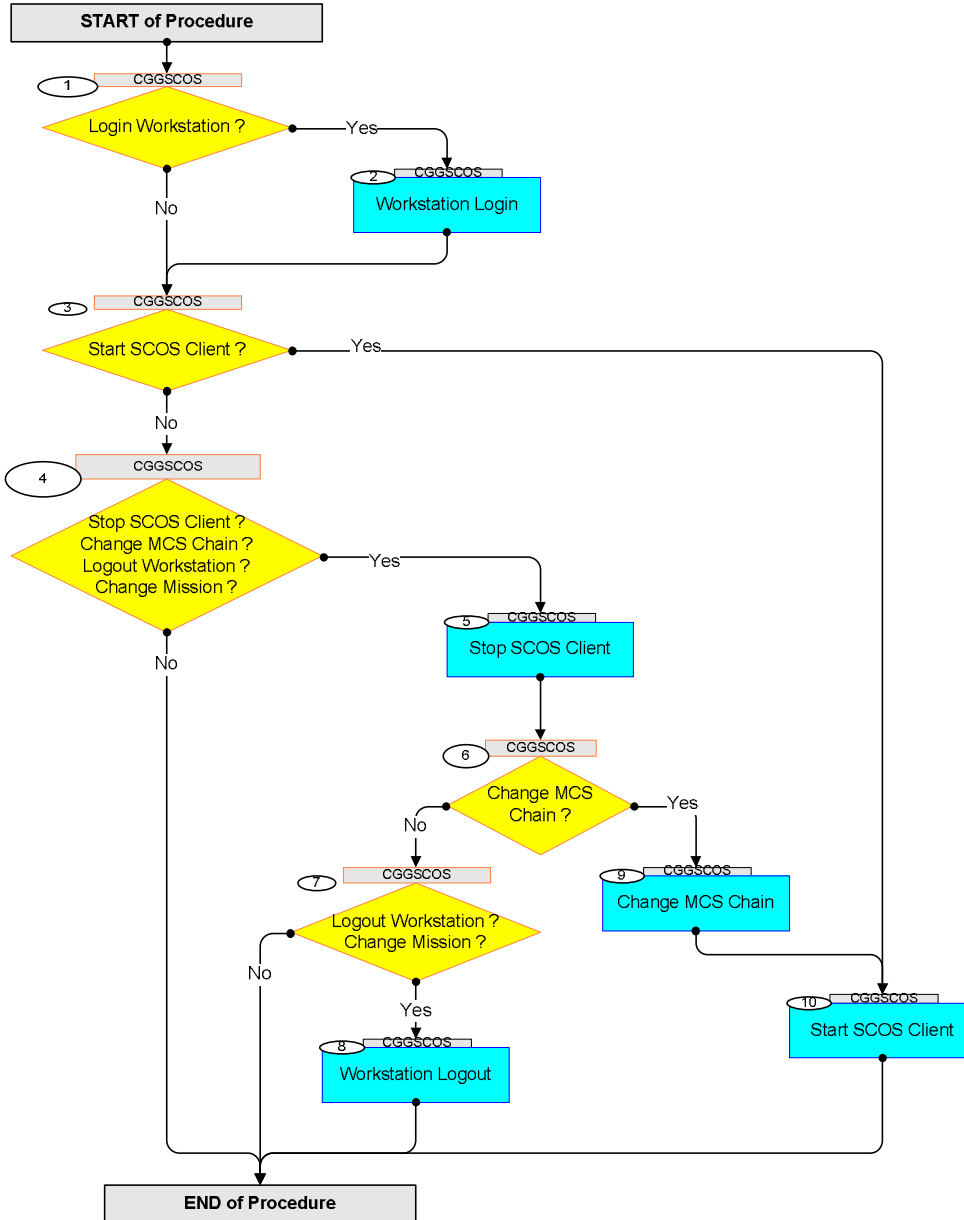 START of Procedure
CGGSCOS
1
Login Workstation ?
Yes
No
CGGSCOS
2
Workstation Login
CGGSCOS
3
Start SCOS Client ?
Yes
No
CGGSCOS
4
Stop SCOS Client ?
Change MCS Chain ?
Logout Workstation ?
Change Mission ?
Yes
No
CGGSCOS
5
Stop SCOS Client
CGGSCOS
6
Change MCS
Chain ?
Yes
No
CGGSCOS
7
Logout Workstation ?
Change Mission ?
No
Yes
CGGSCOS
9
Change MCS Chain
CGGSCOS
10
Start SCOS Client
CGGSCOS
8
Workstation Logout
END of Procedure